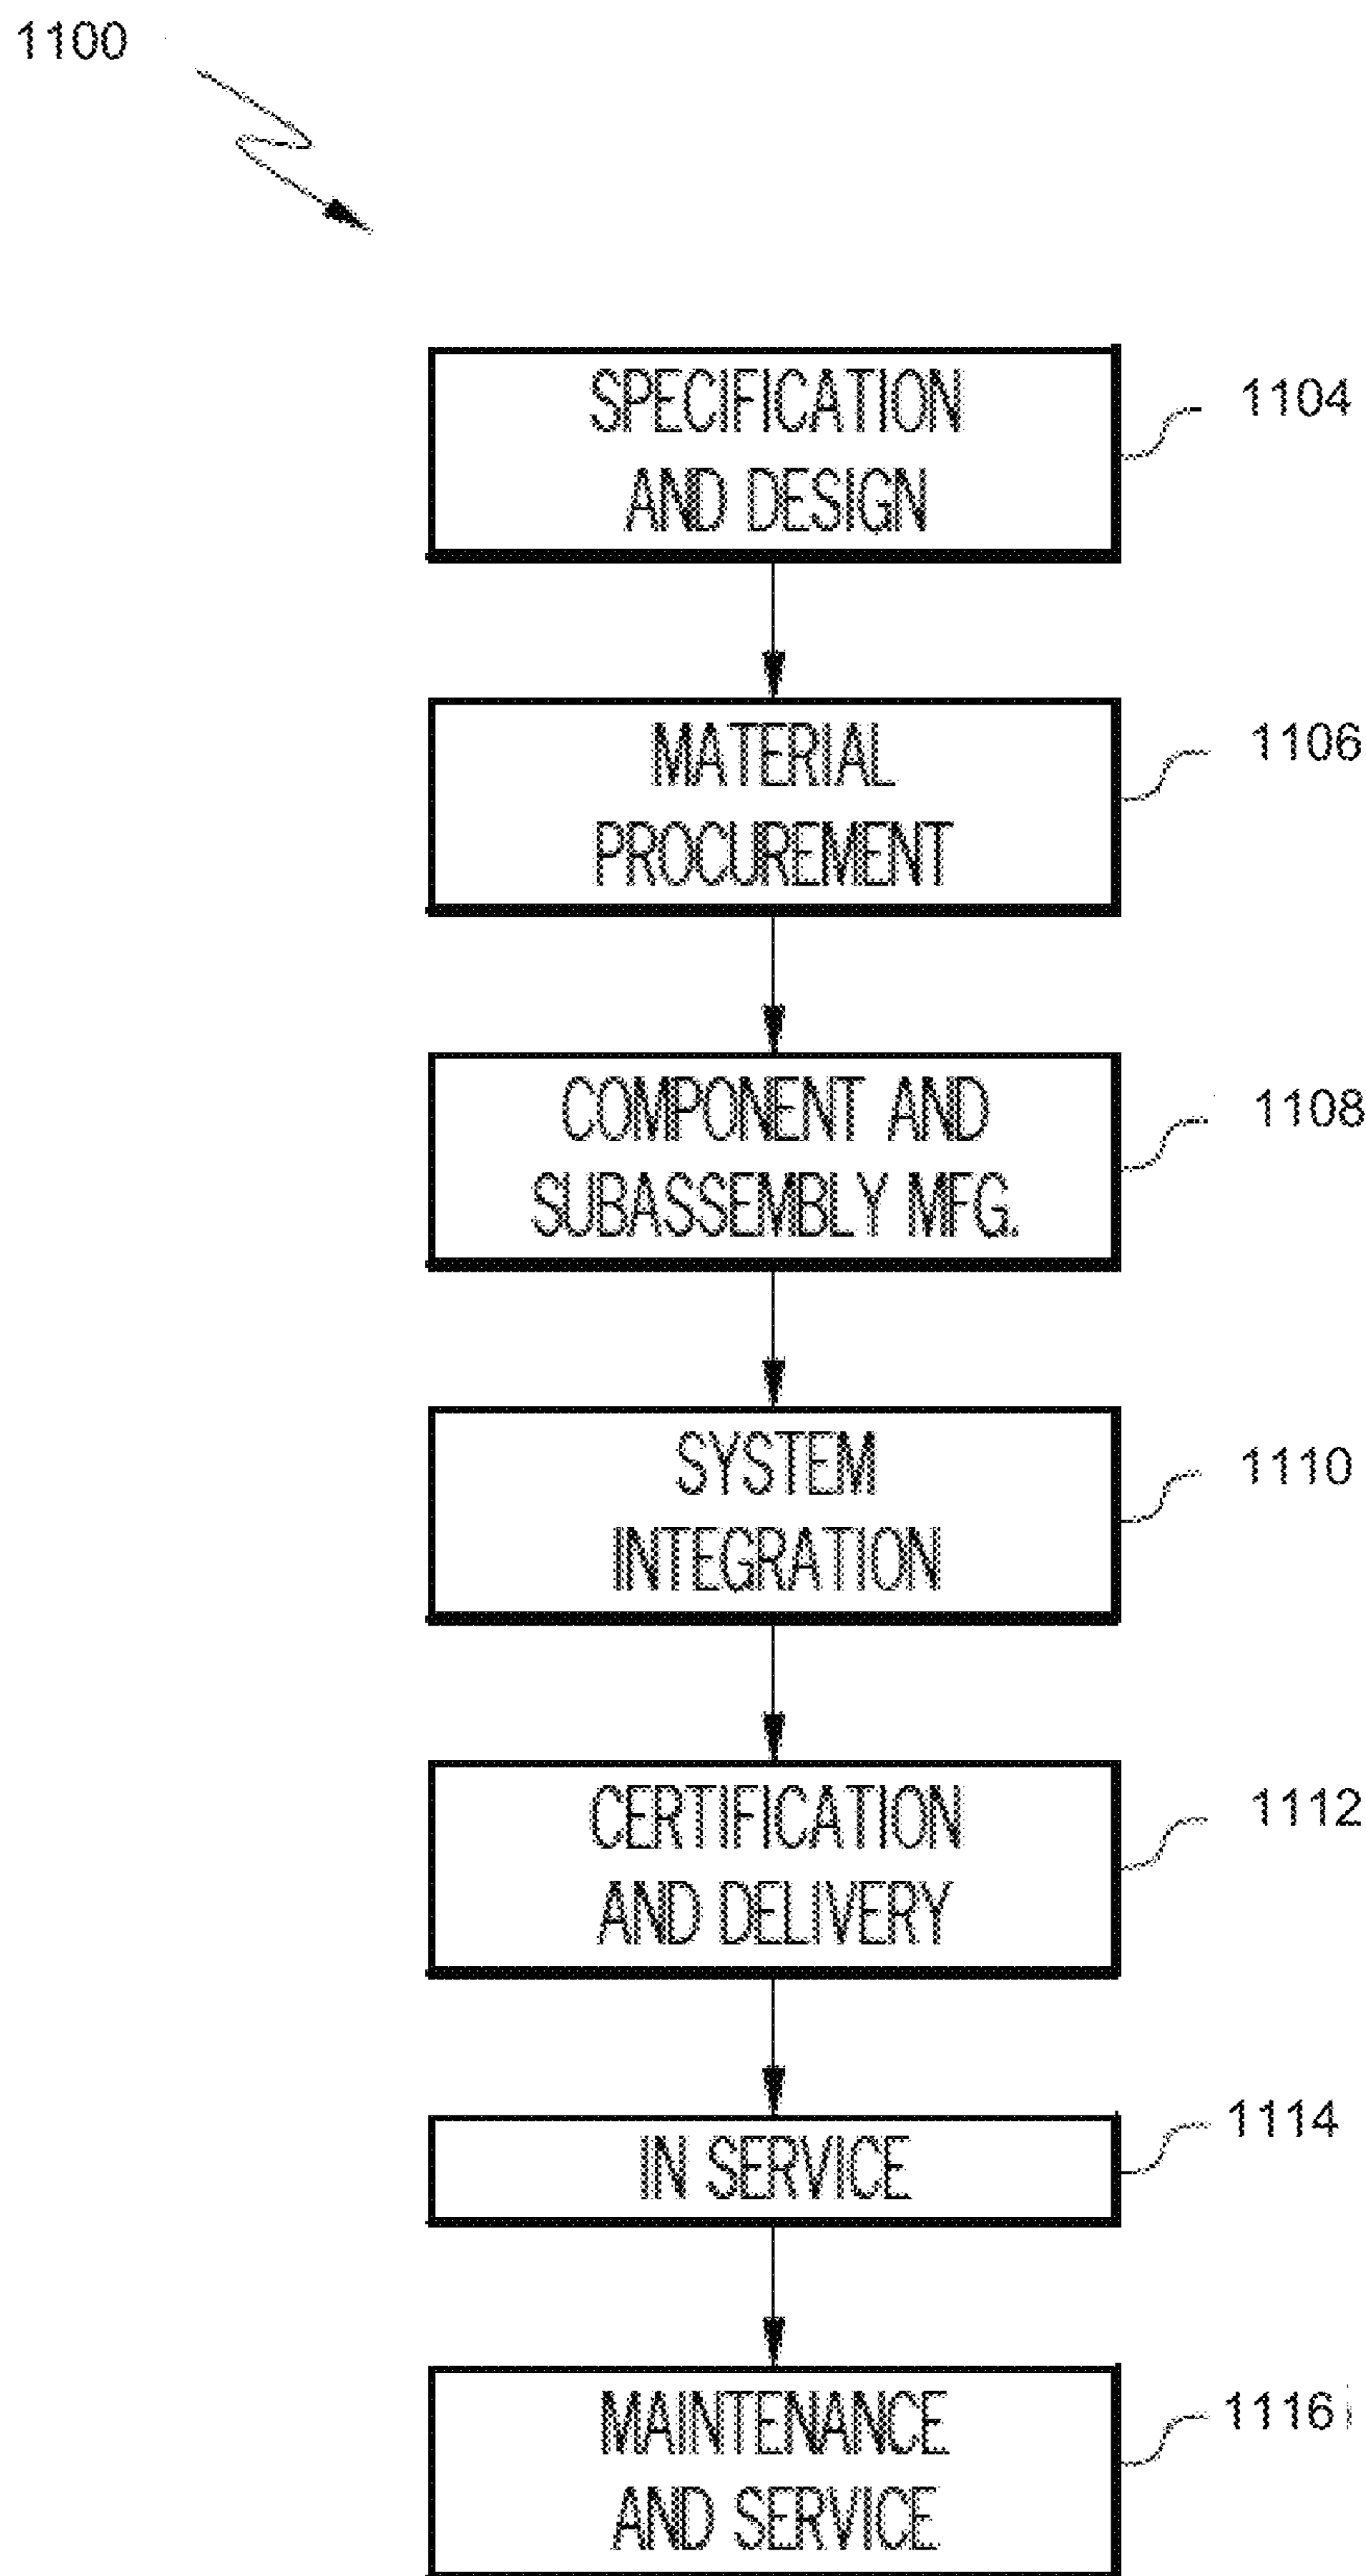 1100
SPECIFICATION
AND DESIGN
1104
MATERIAL
PROCUREMENT
1106
COMPONENT AND
SUBASSEMBLY MFG.
1108
SYSTEM
INTEGRATION
1110
CERTIFICATION
AND DELIVERY
1112
IN SERVICE
1114
MAINTENANCE
AND SERVICE
1116